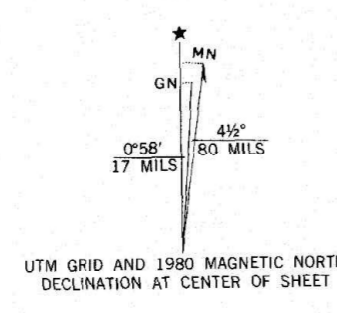 ★
MN
GN
4½°
80 MILS
0°58′
17 MILS
UTM GRID AND 1980 MAGNETIC NORT
DECLINATION AT CENTER OF SHEET